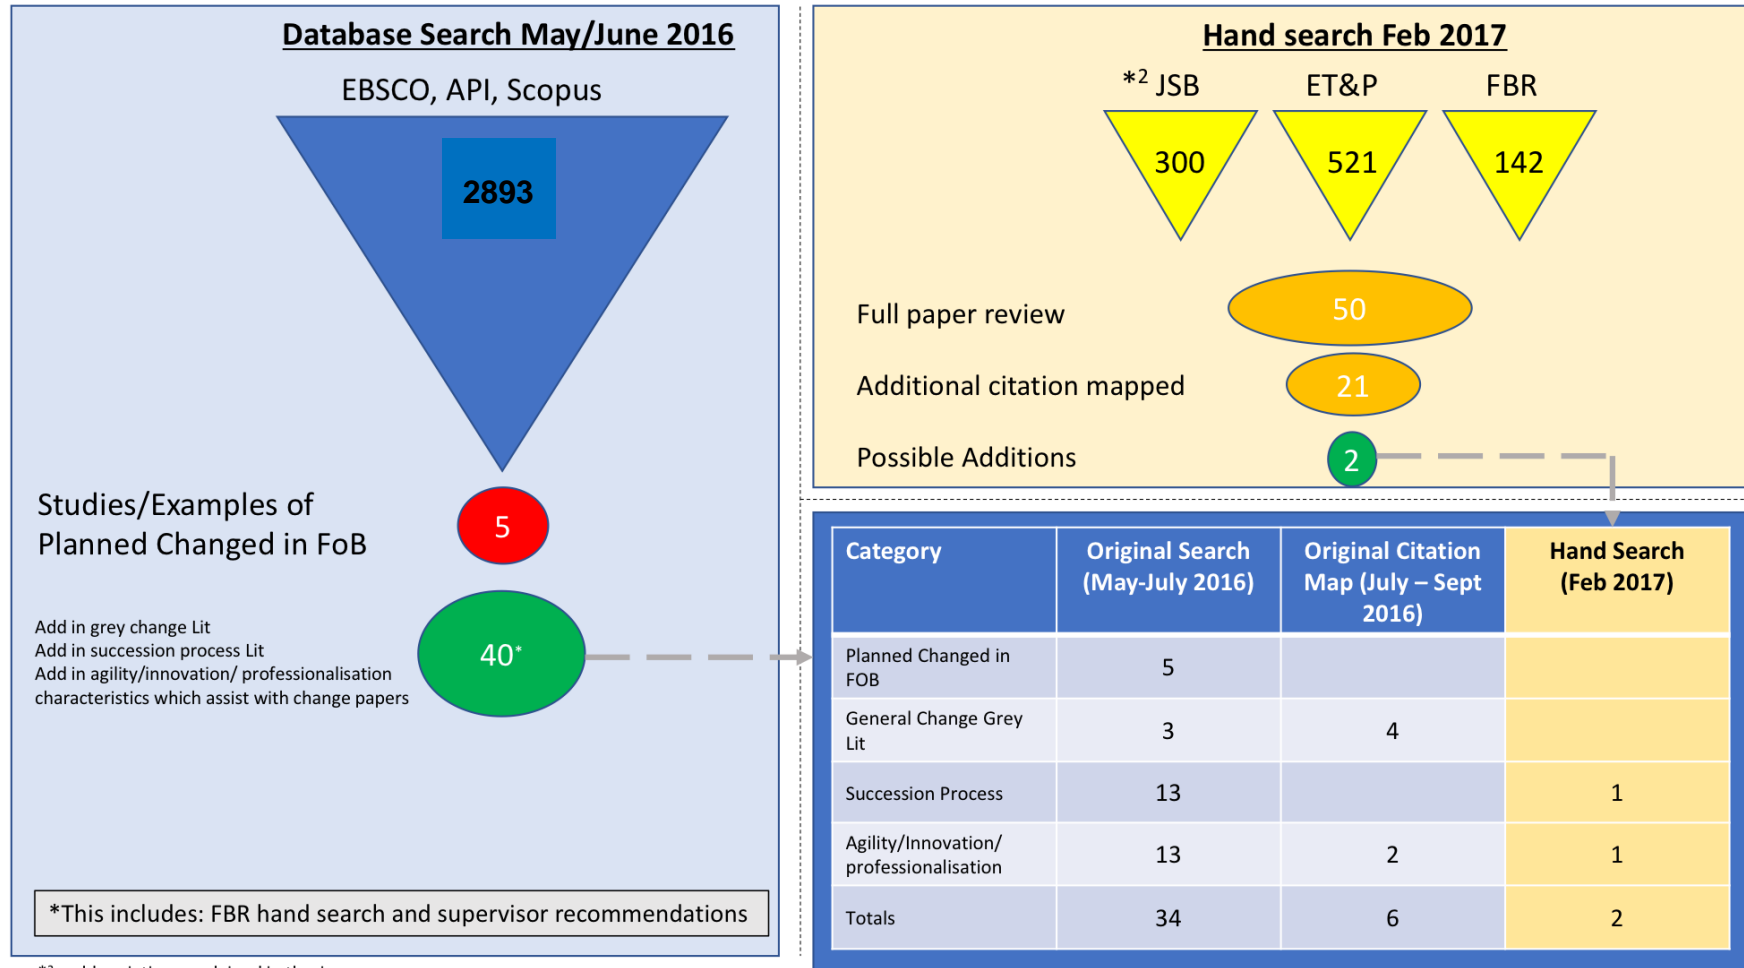 Database Search May/June 2016
EBSCO, API, Scopus
2893
Studies/Examples of
Planned Changed in FoB
5
Add in grey change Lit
Add in succession process Lit
Add in agility/innovation/ professionalisation
characteristics which assist with change papers
40*
*This includes: FBR hand search and supervisor recommendations
Hand search Feb 2017
*2 JSB ET&P FBR
300 521 142
Full paper review 50
Additional citation mapped 21
Possible Additions 2
Category Original Search Original Citation Hand Search
(May-July 2016) Map (July – Sept (Feb 2017)
2016)
Planned Changed in
FOB 5
General Change Grey
Lit 3 4
Succession Process 13 1
Agility/Innovation/
professionalisation 13 2 1
Totals 34 6 2